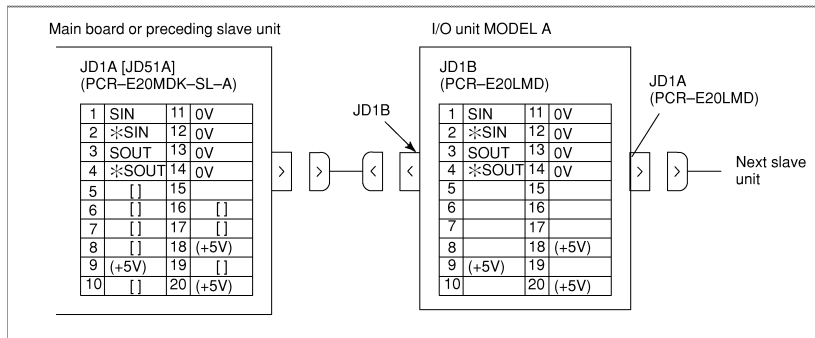 Main board or preceding slave unit
I/O unit MODEL A
JD1A [JD51A]
(PCR–E20MDK–SL–A)
1 SIN 11 0V
2 ✳SIN 12 0V
3 SOUT 13 0V
4 ✳SOUT 14 0V
5 [ ] 15
6 [ ] 16 [ ]
7 [ ] 17 [ ]
8 [ ] 18 (+5V)
9 (+5V) 19 [ ]
10 [ ] 20 (+5V)
> > < <
JD1B
JD1B
(PCR–E20LMD)
1 SIN 11 0V
2 ✳SIN 12 0V
3 SOUT 13 0V
4 ✳SOUT 14 0V
5 15
6 16
7 17
8 18 (+5V)
9 (+5V) 19
10 20 (+5V)
JD1A
(PCR–E20LMD)
> >
Next slave
unit